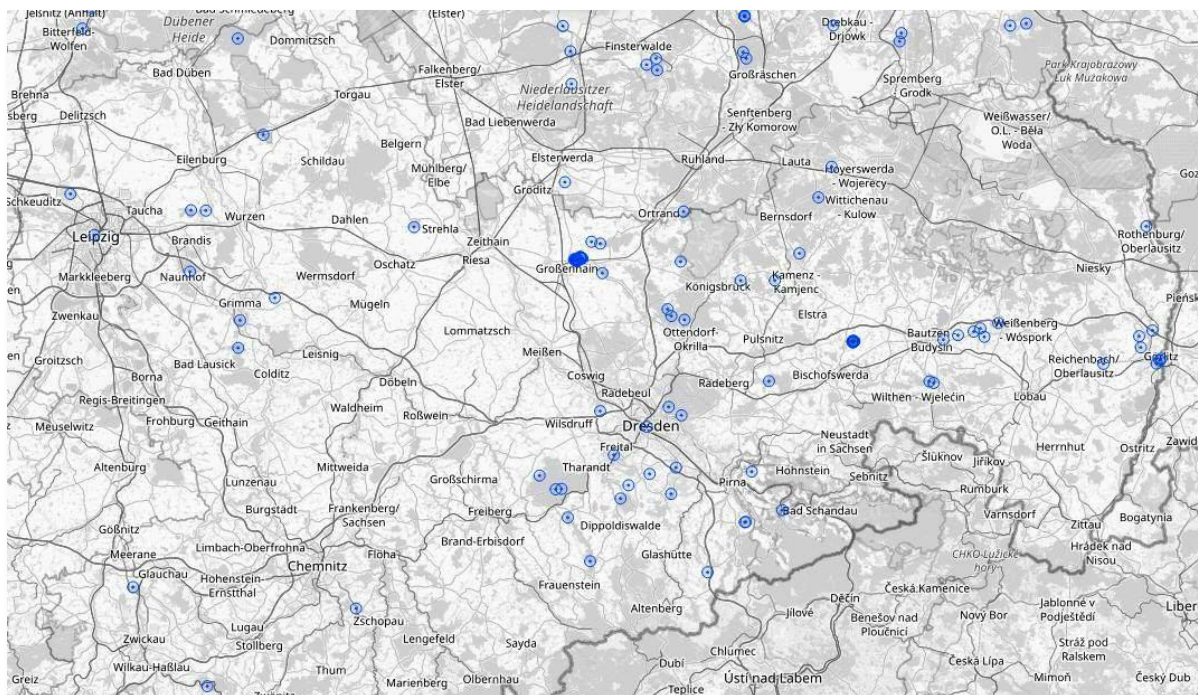 Jeßnitz (Anhalt)
Bad Schmiedeberg
(Elster)
Bitterfeld-
Wolfen
Dübener
Heide
Dommitzsch
Finsterwalde
Drebkau -
Drjowk
Bad Düben
Falkenberg/
Elster
Großräschen
Spremberg
- Grodk
Park Krajobrazowy
Łuk Mużakowa
Brehna
Torgau
Niederlausitzer
Heidelandschaft
Delitzsch
Bad Liebenwerda
Senftenberg
- Zły Komorow
Weißwasser/
O.L. - Běła
Woda
Belgern
Eilenburg
Schildau
Mühlberg/
Elbe
Elsterwerda
Ruhland
Lauta
Hoyerswerda
- Wojerecy
Schkeuditz
Taucha
Wurzen
Dahlen
Gröditz
Ortrand
Bernsdorf
Wittichenau
- Kulow
Leipzig
Brandis
Strehla
Zeithain
Rothenburg/
Oberlausitz
Markkleeberg
Naunhof
Wermsdorf
Oschatz
Riesa
Großenhain
Königsbrück
Kamenz -
Kamjenc
Niesky
Zwenkau
Grimma
Mügeln
Elstra
Pieńsk
Lommatzsch
Ottendorf-
Okrilla
Pulsnitz
Bautzen
- Budyšin
Weißenberg
- Wóspork
Groitzsch
Borna
Bad Lausick
Colditz
Leisnig
Meißen
Reichenbach/
Oberlausitz
Görlitz
Döbeln
Coswig
Radebeul
Radeberg
Bischofswerda
Wilthen - Wjelećin
Löbau
Regis-Breitingen
Frohburg
Geithain
Waldheim
Roßwein
Wilsdruff
Dresden
Meuselwitz
Neustadt
in Sachsen
Šluknov
Jiříkov
Herrnhut
Ostritz
Altenburg
Lunzenau
Mittweida
Großschirma
Freital
Tharandt
Pirna
Hohnstein
Sebnitz
Rumburk
Burgstädt
Frankenberg/
Sachsen
Freiberg
Dippoldiswalde
Bad Schandau
Varnsdorf
Zittau
Bogatynia
Gößnitz
Meerane
Limbach-Oberfrohna
Flöha
Brand-Erbisdorf
Glashütte
CHKO-Lužické
hory
Hrádek nad
Nisou
Glauchau
Hohenstein-
Ernstthal
Chemnitz
Frauenstein
Altenberg
Děčín
Česká Kamenice
Zschopau
Jílové
Benešov nad
Ploučnicí
Nový Bor
Jablonné v
Podještědí
Zwickau
Lugau
Stollberg
Lengefeld
Sayda
Chlumec
Stráž pod
Ralskem
Wilkau-Haßlau
Thum
Marienberg
Olbernhau
Dubí
Teplice
Ústí nad Labem
Česká Lípa
Mimoň
Český Dub
Greiz